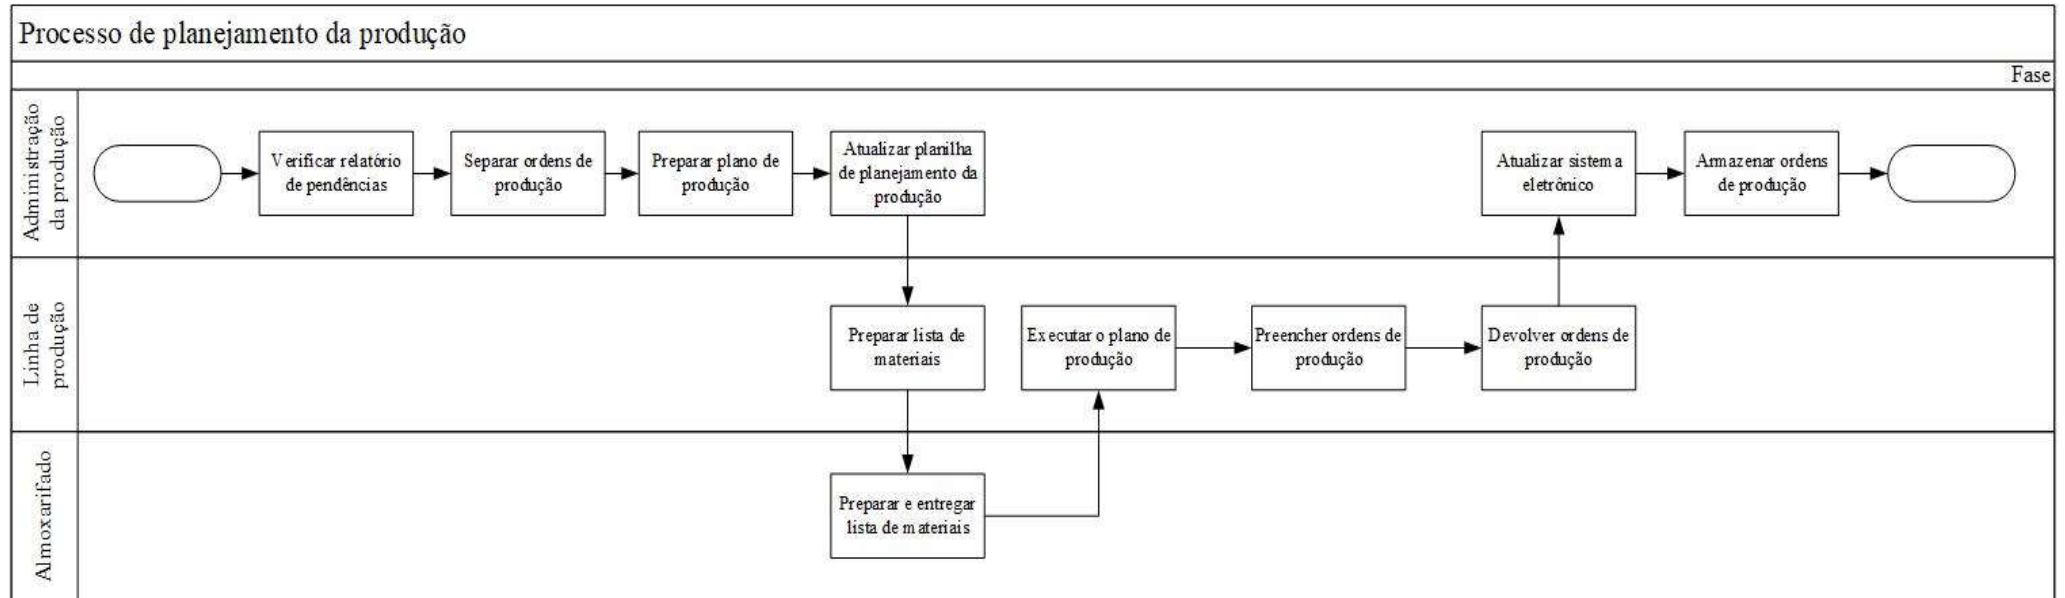 Processo de planejamento da produção
Fase
Administração
da produção
Verificar relatório
de pendências
Separar ordens de
produção
Preparar plano de
produção
Atualizar planilha
de planejamento da
produção
Atualizar sistema
eletrônico
Armazenar ordens
de produção
Linha de
produção
Preparar lista de
materiais
Executar o plano de
produção
Preencher ordens de
produção
Devolver ordens de
produção
Almoxarifado
Preparar e entregar
lista de materiais